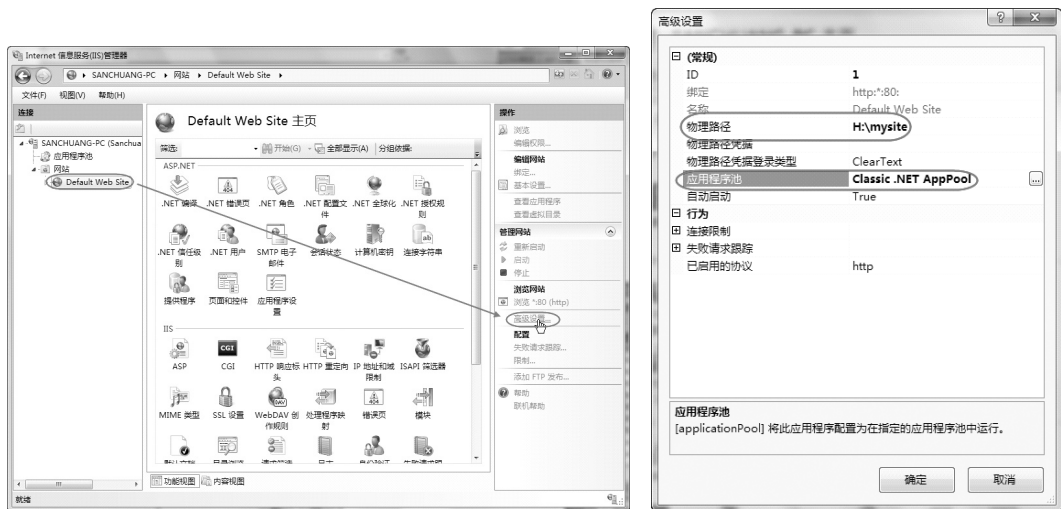 Internet 信息服务(IIS)管理器
SANCHUANG-PC ▸ 网站 ▸ Default Web Site ▸
文件(F) 视图(V) 帮助(H)
连接
SANCHUANG-PC (Sanchua
应用程序池
网站
Default Web Site
就绪
Default Web Site 主页
筛选: 开始(G) 全部显示(A) 分组依据:
ASP.NET
.NET 编译 .NET 错误页 .NET 角色 .NET 配置文件 .NET 全球化 .NET 授权规则
.NET 信任级别 .NET 用户 SMTP 电子邮件 会话状态 计算机密钥 连接字符串
提供程序 页面和控件 应用程序设置
IIS
ASP CGI HTTP 响应标头 HTTP 重定向 IP 地址和域限制 ISAPI 筛选器
MIME 类型 SSL 设置 WebDAV 创作规则 处理程序映射 错误页 模块
功能视图 内容视图
操作
浏览
编辑权限...
编辑网站
绑定...
基本设置...
查看应用程序
查看虚拟目录
管理网站
重新启动
启动
停止
浏览网站
浏览 *:80 (http)
高级设置...
配置
失败请求跟踪...
限制...
添加 FTP 发布...
帮助
联机帮助
高级设置
(常规)
ID 1
绑定 http:*:80:
名称 Default Web Site
物理路径 H:\mysite
物理路径凭据
物理路径凭据登录类型 ClearText
应用程序池 Classic .NET AppPool
自动启动 True
行为
连接限制
失败请求跟踪
已启用的协议 http
应用程序池
[applicationPool] 将此应用程序配置为在指定的应用程序池中运行。
确定 取消